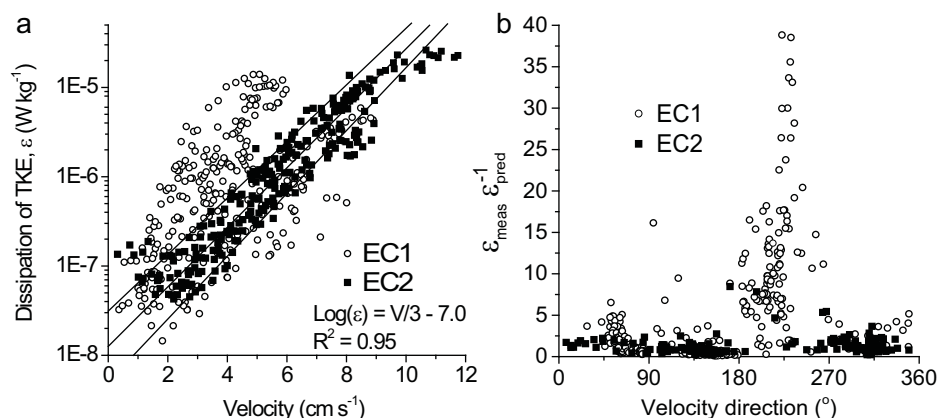 a
b
Dissipation of TKE, ε (W kg⁻¹)
1E-5
1E-6
1E-7
1E-8
EC1
EC2
Log(ε) = V/3 - 7.0
R² = 0.95
0 2 4 6 8 10 12
Velocity (cm s⁻¹)
ε_meas ε_pred⁻¹
40
35
30
25
20
15
10
5
0
EC1
EC2
0 90 180 270 360
Velocity direction (°)